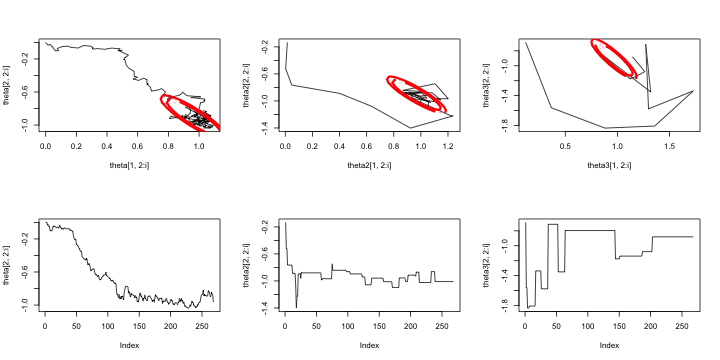 theta[2, 2:i]
-0.2
-0.6
-1.0
0.0 0.2 0.4 0.6 0.8 1.0
theta[1, 2:i]
theta2[2, 2:i]
-0.2
-0.6
-1.0
-1.4
0.0 0.2 0.4 0.6 0.8 1.0 1.2
theta2[1, 2:i]
theta3[2, 2:i]
-1.0
-1.4
-1.8
0.5 1.0 1.5
theta3[1, 2:i]
theta[2, 2:i]
-0.2
-0.6
-1.0
0 50 100 150 200 250
Index
theta2[2, 2:i]
-0.2
-0.6
-1.0
-1.4
0 50 100 150 200 250
Index
theta3[2, 2:i]
-1.0
-1.4
-1.8
0 50 100 150 200 250
Index